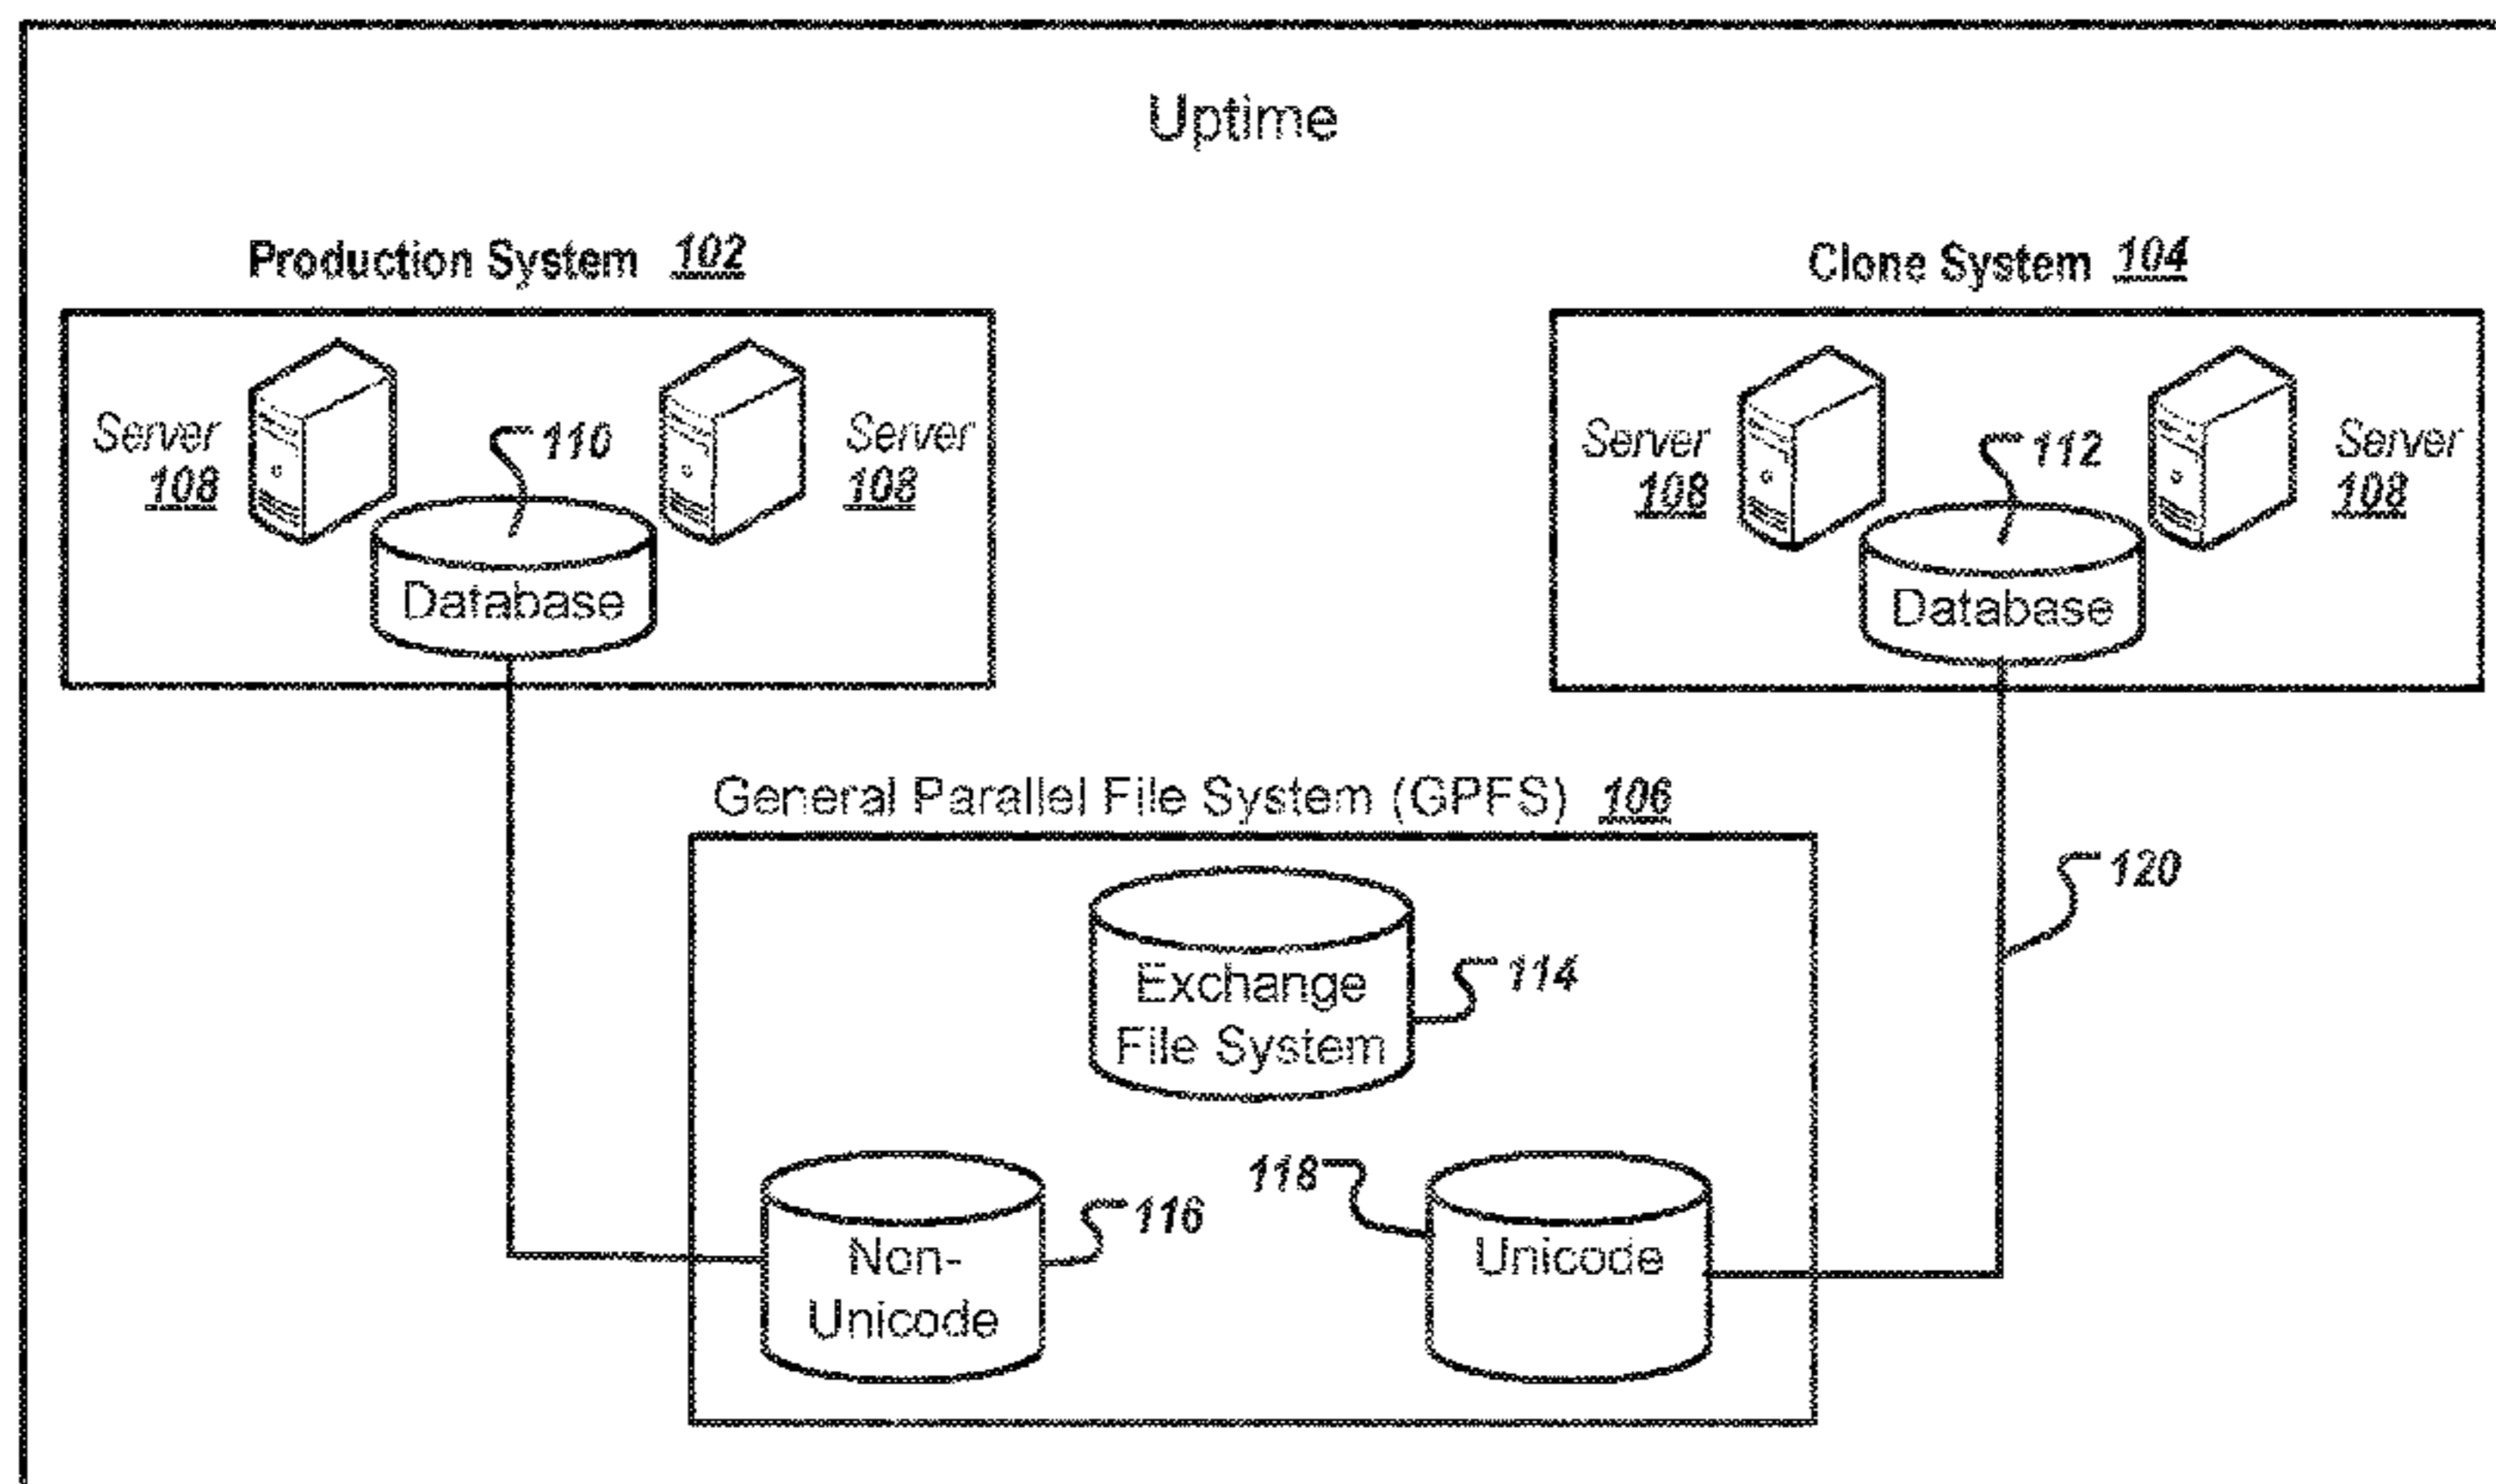 Uptime
Production System 102
Clone System 104
Server
108
110
Server
108
Database
Server
108
112
Server
108
Database
General Parallel File System (GPFS) 106
120
Exchange
File System
114
118
116
Non-
Unicode
Unicode